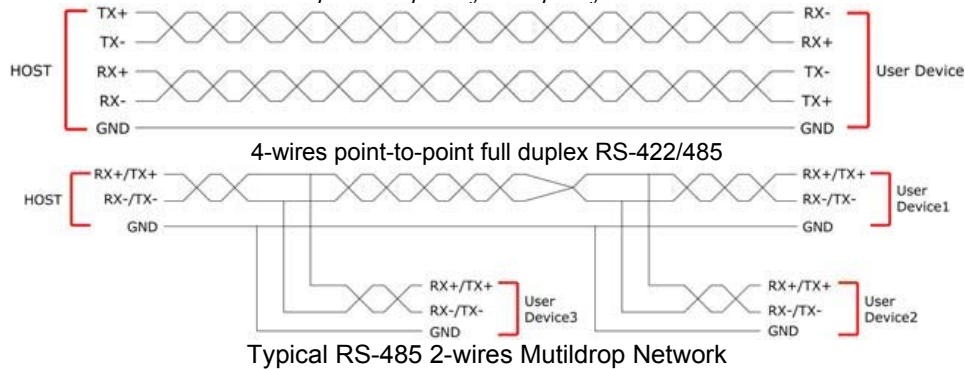 TX+ RX-
TX- RX+
HOST User Device
RX+ TX-
RX- TX+
GND GND
4-wires point-to-point full duplex RS-422/485
RX+/TX+ RX+/TX+
HOST RX-/TX- RX-/TX- User
Device1
GND GND
RX+/TX+ RX+/TX+
RX-/TX- User RX-/TX- User
Device3 Device2
GND GND
Typical RS-485 2-wires Mutildrop Network